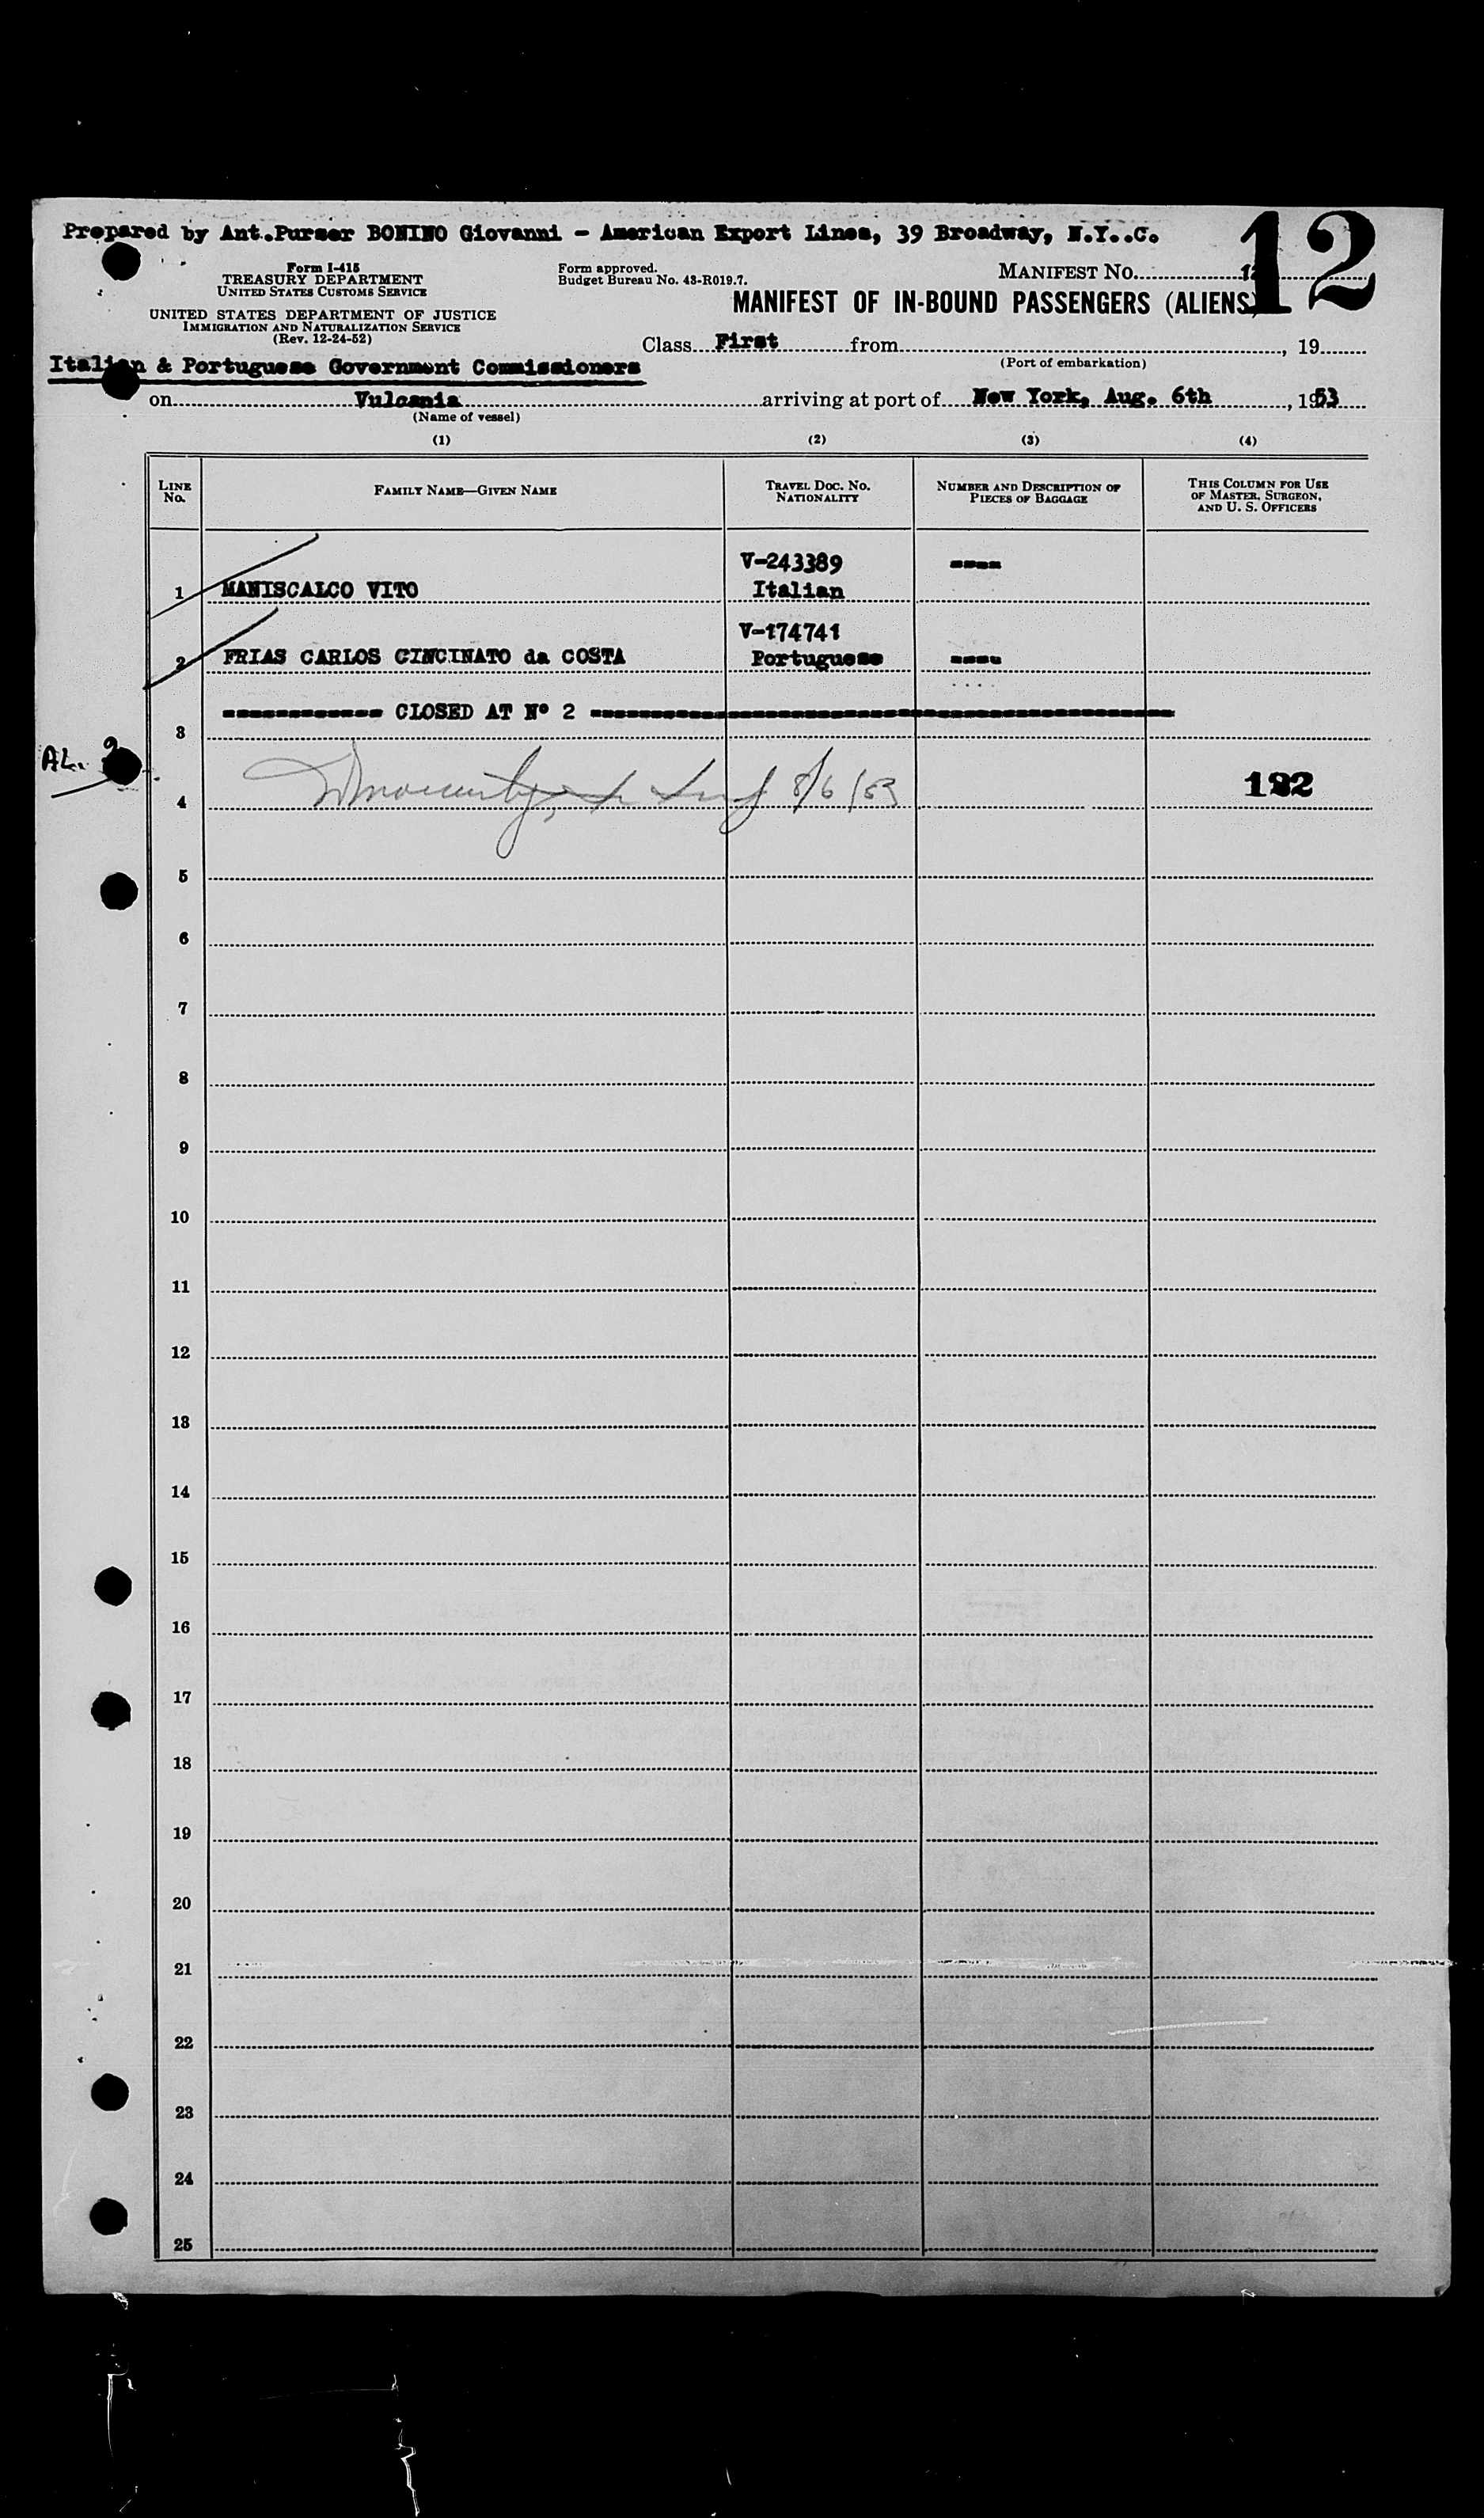 Prepared by Ant.Purser BONINO Giovanni - American Export Lines, 39 Broadway, N.Y..C.
12
Form I-415
TREASURY DEPARTMENT
UNITED STATES CUSTOMS SERVICE
UNITED STATES DEPARTMENT OF JUSTICE
IMMIGRATION AND NATURALIZATION SERVICE
(Rev. 12-24-52)
Form approved.
Budget Bureau No. 43-R019.7.
MANIFEST NO. 12
MANIFEST OF IN-BOUND PASSENGERS (ALIENS)
Class First from , 19
(Port of embarkation)
Italian & Portuguese Government Commissioners
on Vulcania arriving at port of New York, Aug. 6th , 1953
(Name of vessel)
(1) (2) (3) (4)
LINE NO. FAMILY NAME—GIVEN NAME TRAVEL DOC. NO. NATIONALITY NUMBER AND DESCRIPTION OF PIECES OF BAGGAGE THIS COLUMN FOR USE OF MASTER, SURGEON, AND U. S. OFFICERS
V-243389 ----
1 MANISCALCO VITO Italian
V-174741
2 FRIAS CARLOS CINCINATO da COSTA Portuguese ----
------------ CLOSED AT Nº 2 ------------
3
AL. 2
4 8/6/53 192
5
6
7
8
9
10
11
12
13
14
15
16
17
18
19
20
21
22
23
24
25